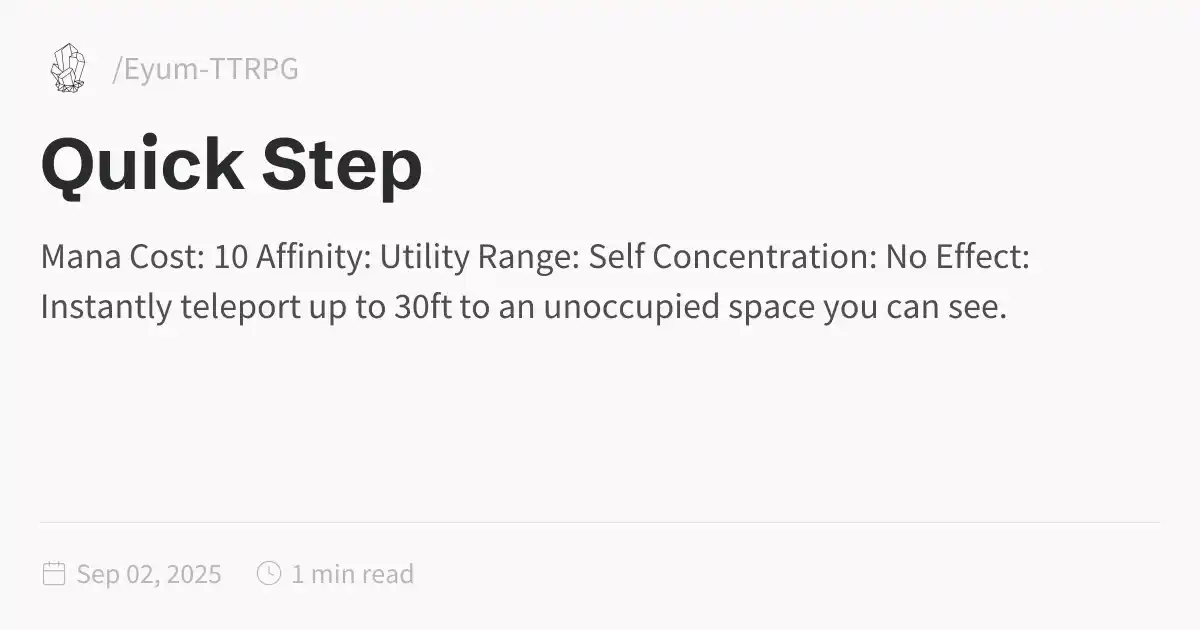 /Eyum-TTRPG
Quick Step
Mana Cost: 10 Affinity: Utility Range: Self Concentration: No Effect:
Instantly teleport up to 30ft to an unoccupied space you can see.
Sep 02, 2025 1 min read